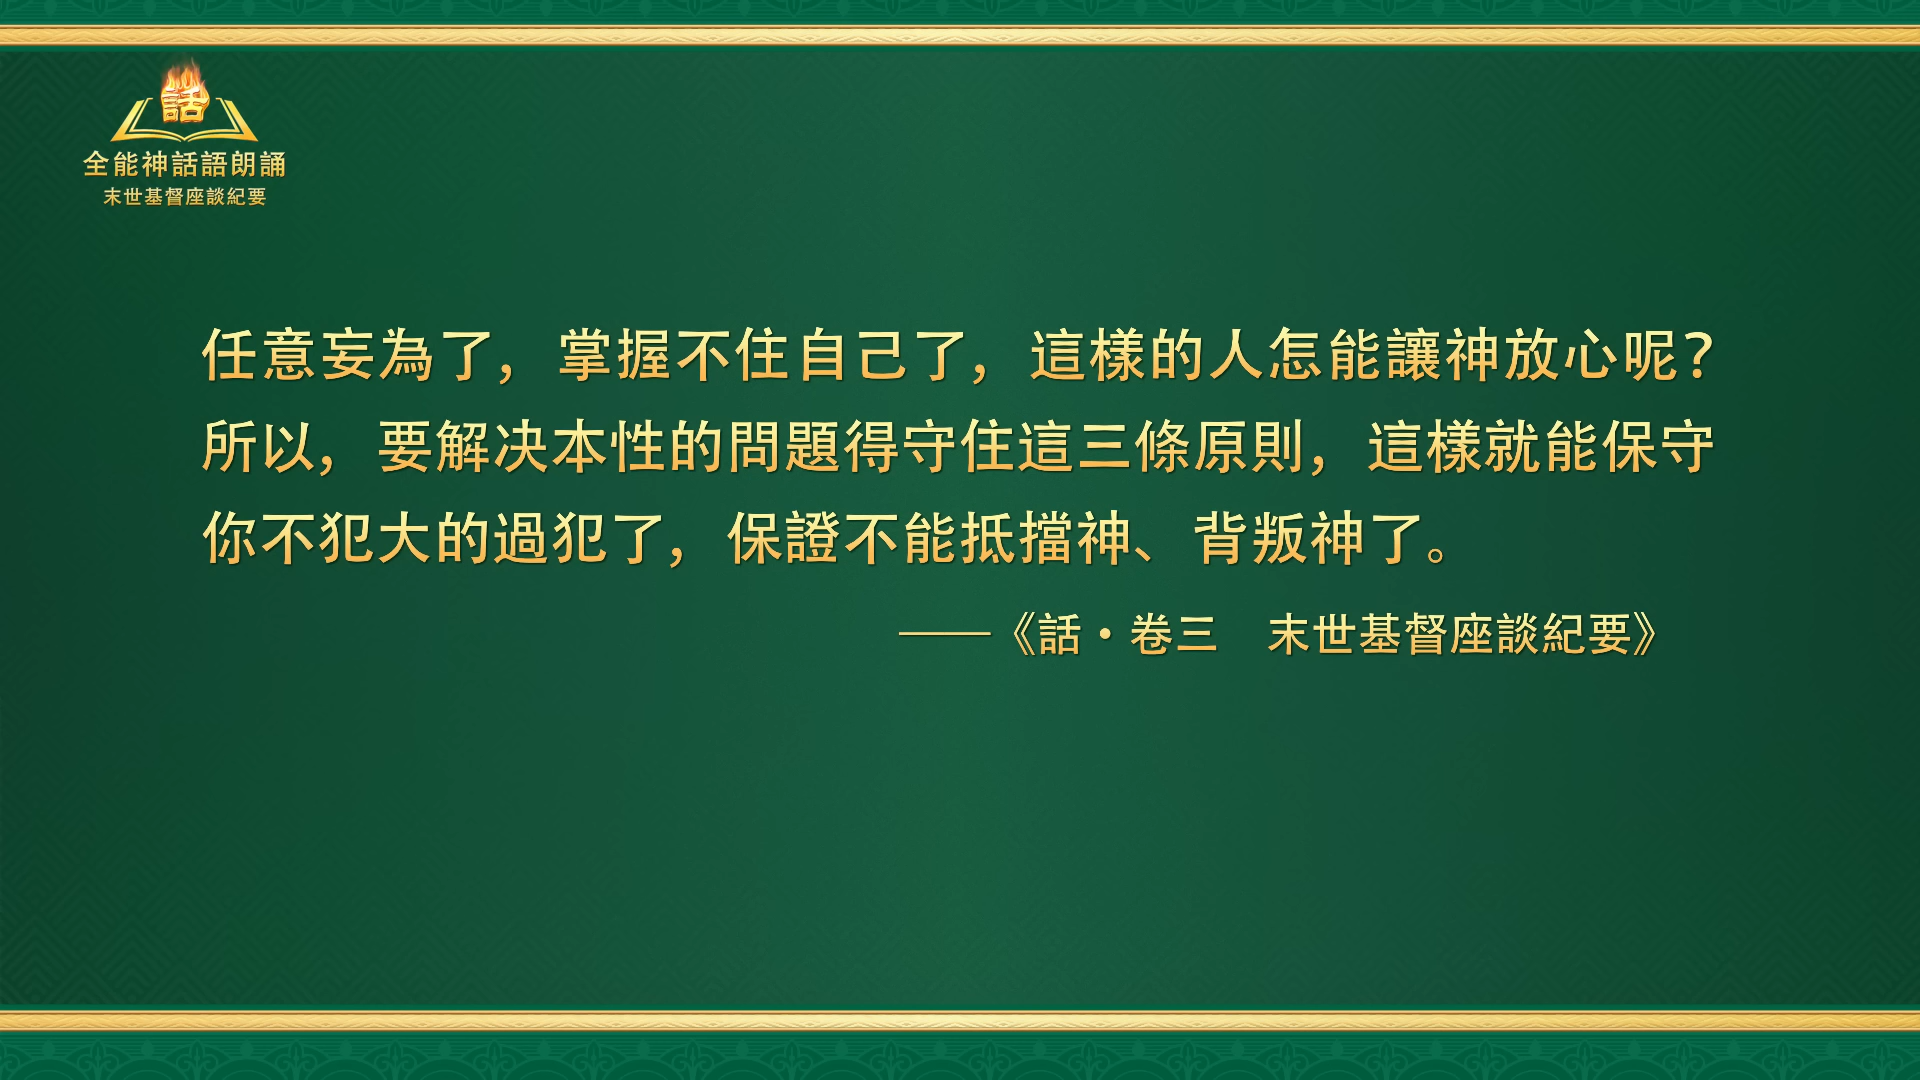 話
全能神話語朗誦
末世基督座談紀要
任意妄為了，掌握不住自己了，這樣的人怎能讓神放心呢？
所以，要解决本性的問題得守住這三條原則，這樣就能保守
你不犯大的過犯了，保證不能抵擋神、背叛神了。
——《話・卷三　末世基督座談紀要》